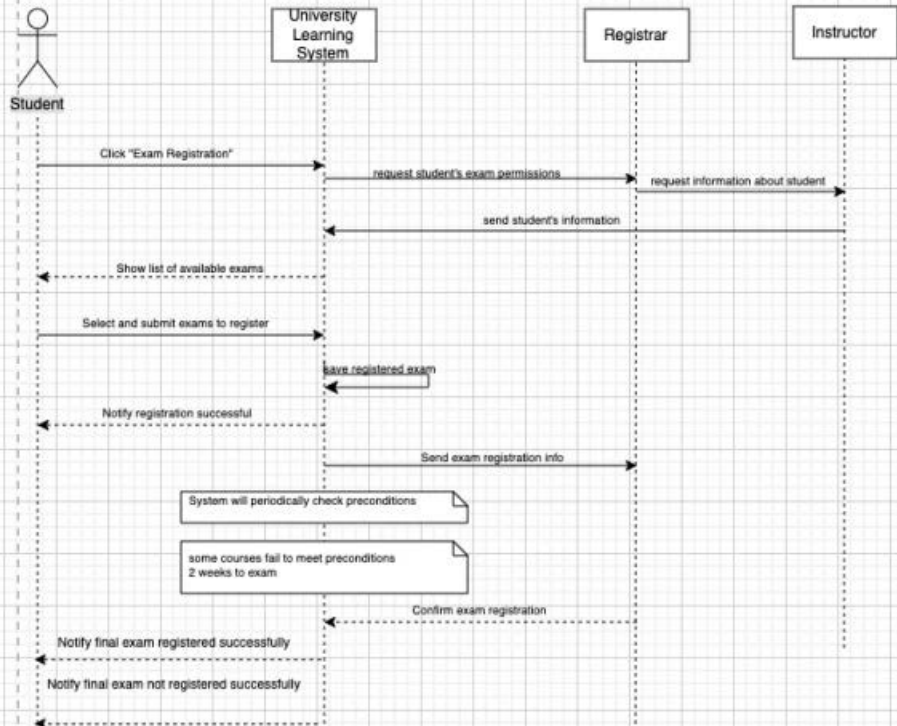 University
Learning
System
Registrar
Instructor
Student
Click "Exam Registration"
request student's exam permissions
request information about student
send student's information
Show list of available exams
Select and submit exams to register
save registered exam
Notify registration successful
Send exam registration info
System will periodically check preconditions
some courses fail to meet preconditions
2 weeks to exam
Confirm exam registration
Notify final exam registered successfully
Notify final exam not registered successfully